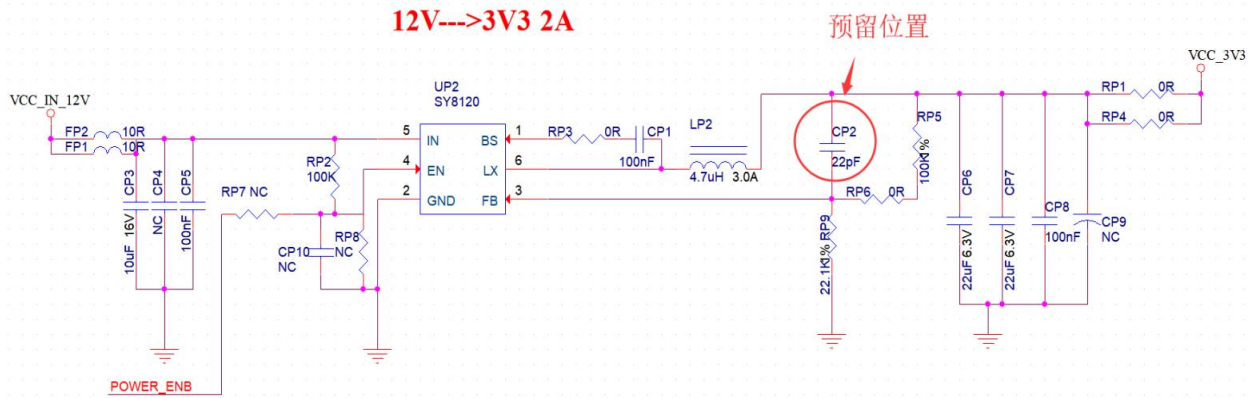 12V--->3V3 2A
预留位置
VCC_IN_12V
VCC_3V3
FP2 10R
FP1 10R
UP2
SY8120
5 IN
4 EN
2 GND
BS 1
LX 6
FB 3
RP2
100K
RP7 NC
CP3
10uF 16V
CP4
NC
CP5
100nF
CP10
NC
RP8
NC
POWER_ENB
RP3 0R
CP1
100nF
LP2
4.7uH 3.0A
CP2
22pF
RP5
100K1%
RP6 0R
RP9
22.1K1%
CP6
22uF 6.3V
CP7
22uF 6.3V
CP8
100nF
CP9
NC
RP1 0R
RP4 0R